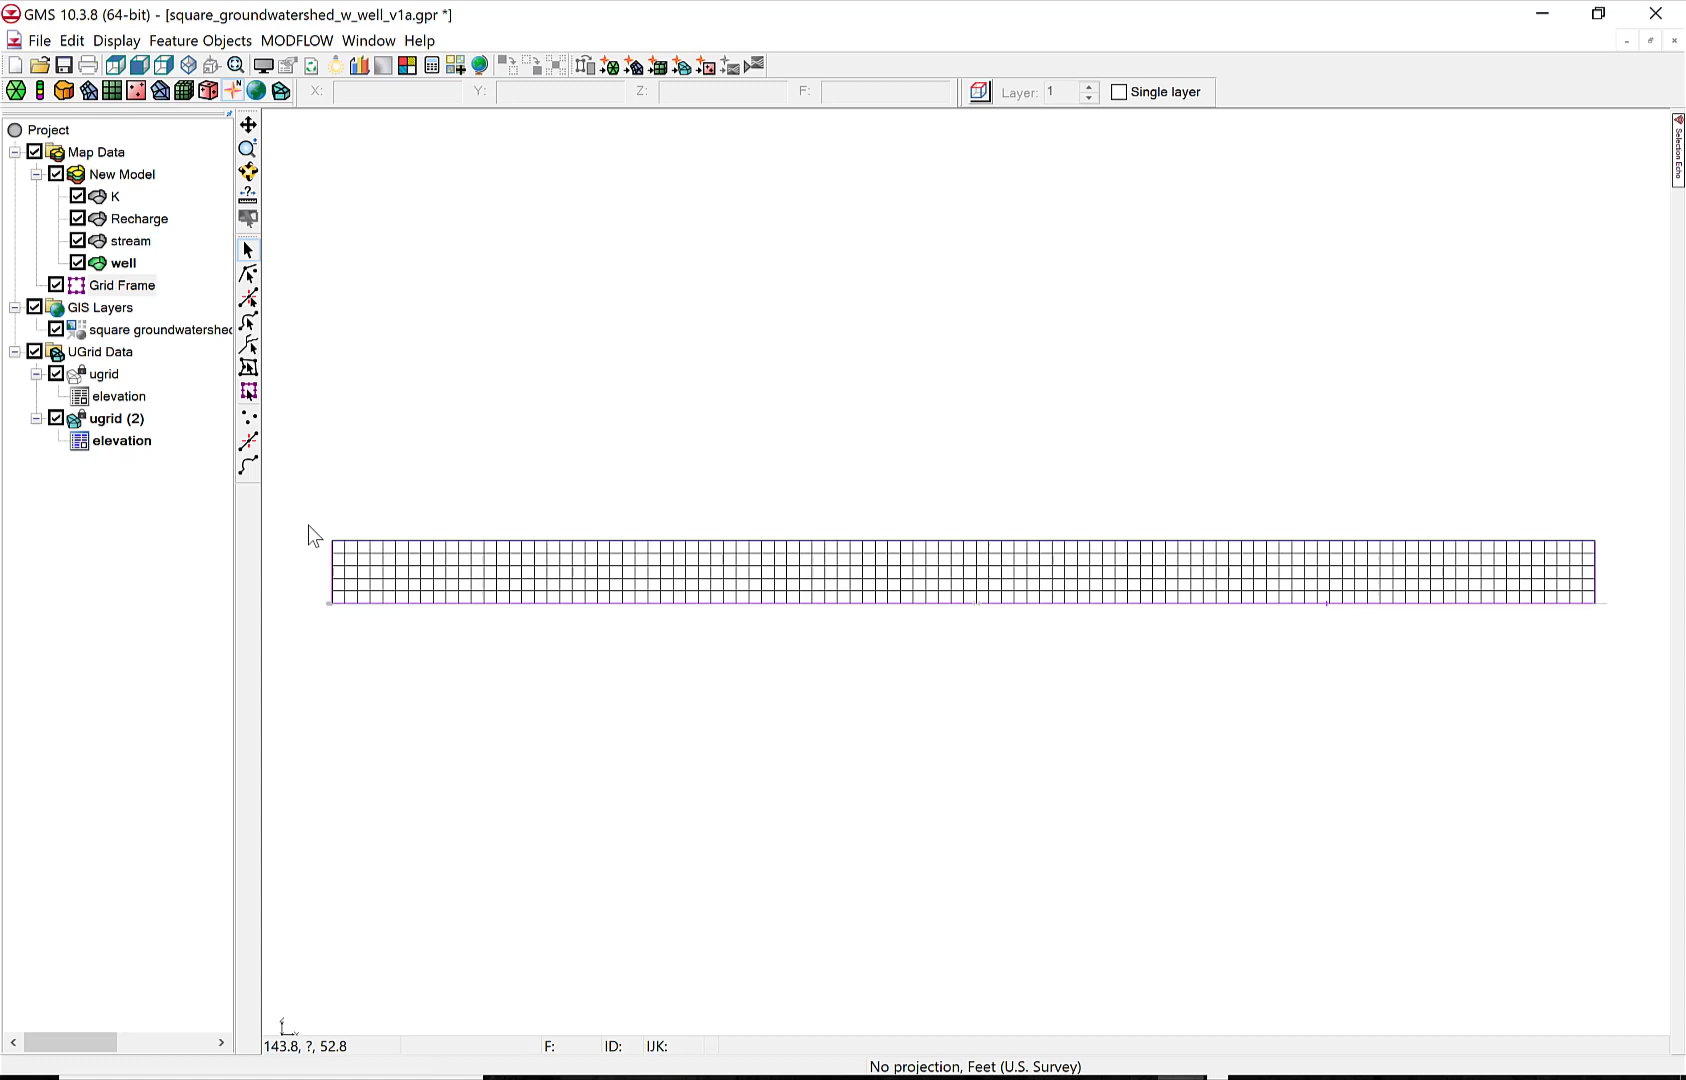 GMS 10.3.8 (64-bit) - [square_groundwatershed_w_well_v1a.gpr *]
File Edit Display Feature Objects MODFLOW Window Help
X: Y: Z: F: Layer: 1 Single layer
Project
Map Data
New Model
K
Recharge
stream
well
Grid Frame
GIS Layers
square groundwatershed
UGrid Data
ugrid
elevation
ugrid (2)
elevation
Selection Echo
143.8, ?, 52.8 F: ID: IJK:
No projection, Feet (U.S. Survey)